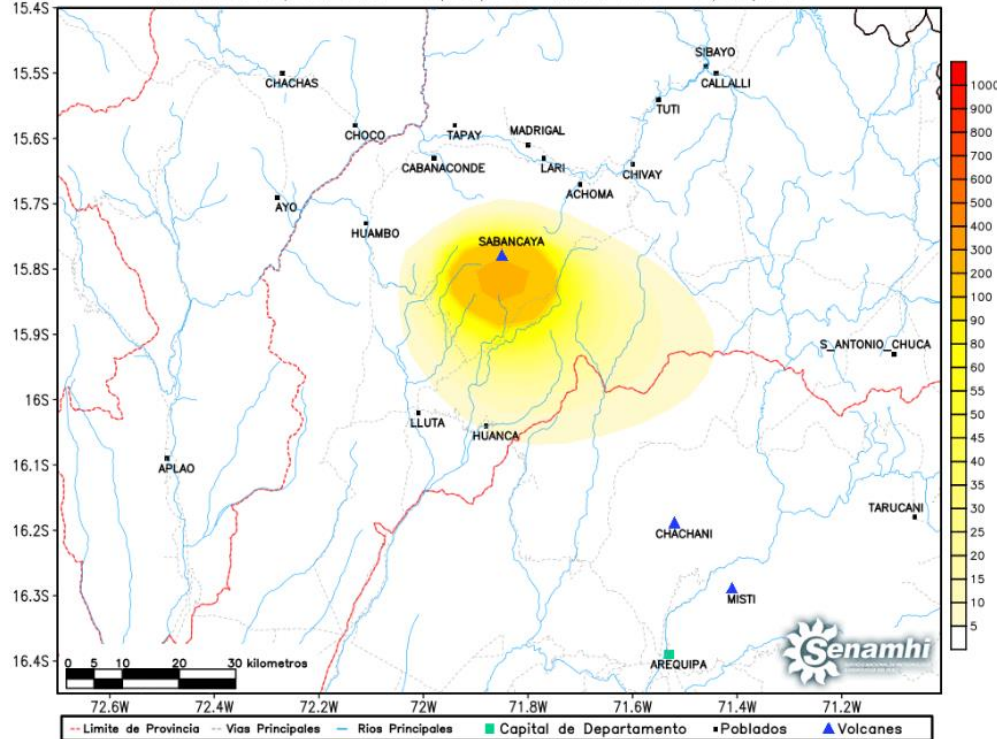 15.4S
15.5S
15.6S
15.7S
15.8S
15.9S
16S
16.1S
16.2S
16.3S
16.4S
SIBAYO
CALLALLI
CHACHAS
TUTI
CHOCO
TAPAY
MADRIGAL
CABANACONDE
LARI
CHIVAY
ACHOMA
AYO
HUAMBO
SABANCAYA
S_ANTONIO_CHUCA
LLUTA
HUANCA
APLAO
TARUCANI
CHACHANI
MISTI
AREQUIPA
Senamhi
0 5 10 20 30 kilometros
72.6W 72.4W 72.2W 72W 71.8W 71.6W 71.4W 71.2W
1000
900
800
700
600
500
400
300
200
100
90
80
60
55
50
45
40
35
30
20
15
10
5
Limite de Provincia Vias Principales Rios Principales Capital de Departamento Poblados Volcanes